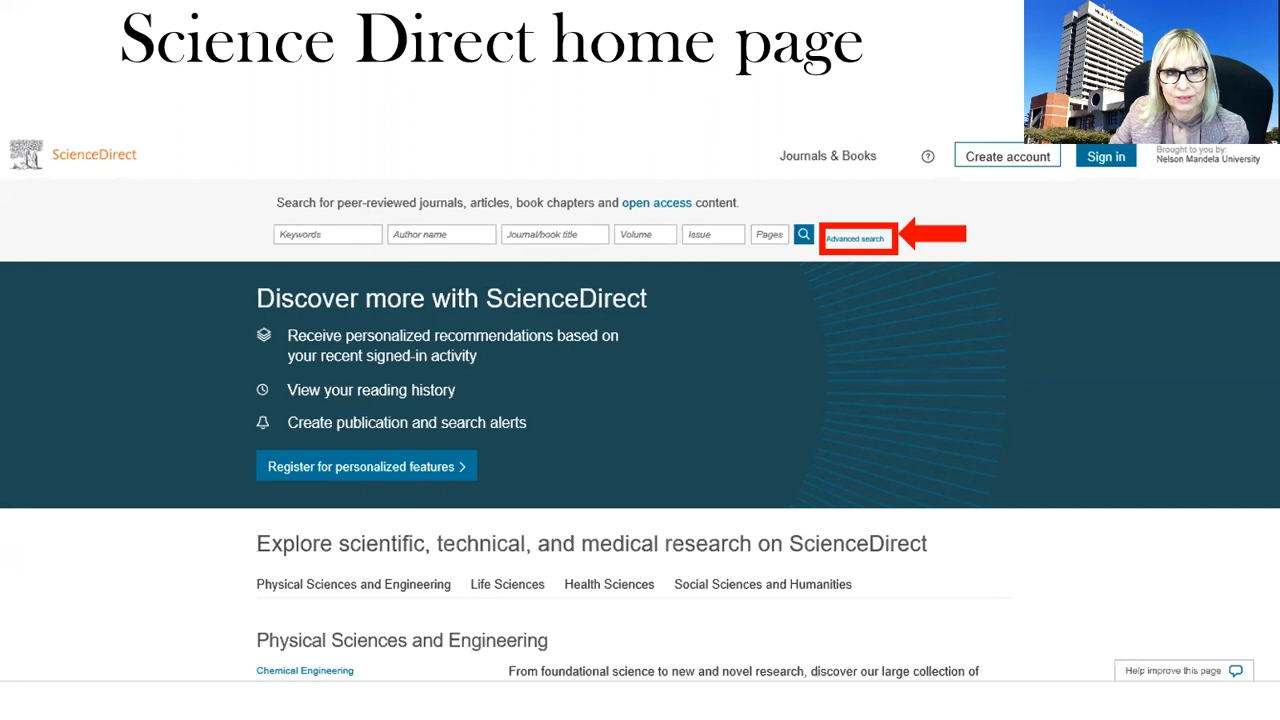 Science Direct home page
ScienceDirect
Journals & Books
?
Create account
Sign in
Brought to you by:
Nelson Mandela University
Search for peer-reviewed journals, articles, book chapters and open access content.
Keywords
Author name
Journal/book title
Volume
Issue
Pages
Advanced search
Discover more with ScienceDirect
Receive personalized recommendations based on
your recent signed-in activity
View your reading history
Create publication and search alerts
Register for personalized features
Explore scientific, technical, and medical research on ScienceDirect
Physical Sciences and Engineering
Life Sciences
Health Sciences
Social Sciences and Humanities
Physical Sciences and Engineering
Chemical Engineering
From foundational science to new and novel research, discover our large collection of
Help improve this page